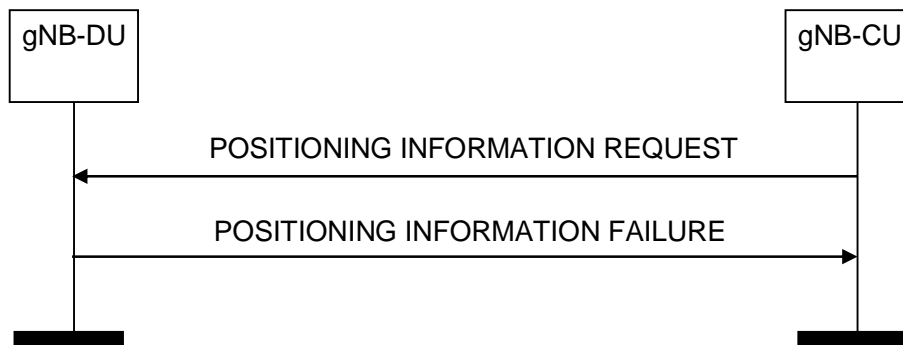 gNB-DU
gNB-CU
POSITIONING INFORMATION REQUEST
POSITIONING INFORMATION FAILURE